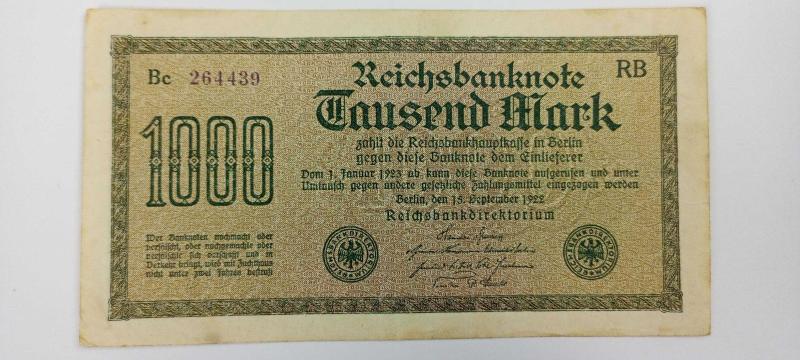 Bc 264439
RB
Reichsbanknote
Tausend Mark
1000
zahlt die Reichsbankhauptkasse in Berlin
gegen diese Banknote dem Einlieferer
Vom 1. Januar 1923 ab kann diese Banknote aufgerufen und unter
Umtausch gegen andere gesetzliche Zahlungsmittel eingezogen werden
Berlin, den 15. September 1922
Reichsbankdirektorium
Wer Banknoten nachmacht oder
verfälscht, oder nachgemachte oder
verfälschte sich verschafft und in
Verkehr bringt, wird mit Zuchthaus
nicht unter zwei Jahren bestraft
REICHSBANKDIREKTORIUM
REICHSBANKDIREKTORIUM